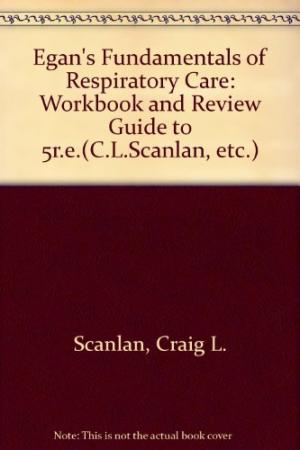 Egan's Fundamentals of
Respiratory Care:
Workbook and Review
Guide to
5r.e.(C.L.Scanlan, etc.)
Scanlan, Craig L.
Note: This is not the actual book cover